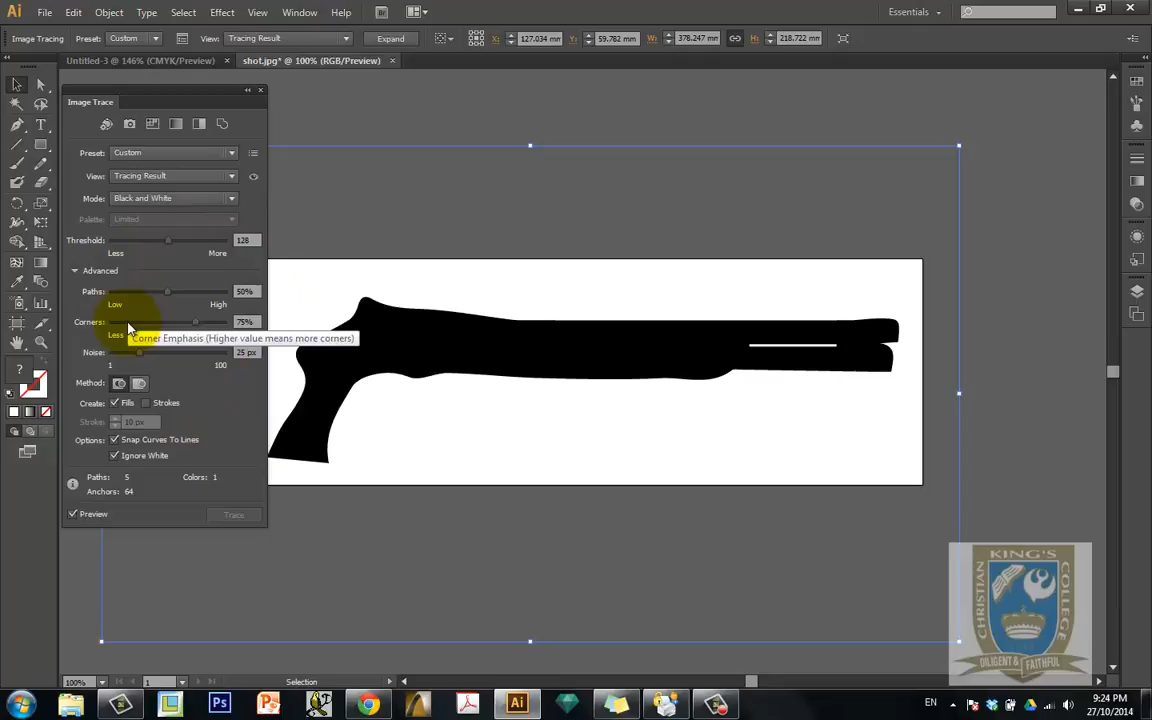 Ai File Edit Object Type Select Effect View Window Help Br Essentials
Image Tracing Preset: Custom View: Tracing Result Expand X: 127.034 mm Y: 59.782 mm W: 378.247 mm H: 218.722 mm
Untitled-3 @ 146% (CMYK/Preview) × shot.jpg* @ 100% (RGB/Preview) ×
Image Trace
Preset: Custom
View: Tracing Result
Mode: Black and White
Palette: Limited
Threshold: 128
Less More
Advanced
Paths: 50%
Low High
Corners: 75%
Less
Corner Emphasis (Higher value means more corners)
Noise: 25 px
1 100
Method:
Create: Fills Strokes
Stroke: 10 px
Options: Snap Curves To Lines
Ignore White
Paths: 5 Colors: 1
Anchors: 64
Preview Trace
CHRISTIAN KING'S COLLEGE
DILIGENT & FAITHFUL
100% 1 Selection
Ps Ai EN 9:24 PM
27/10/2014